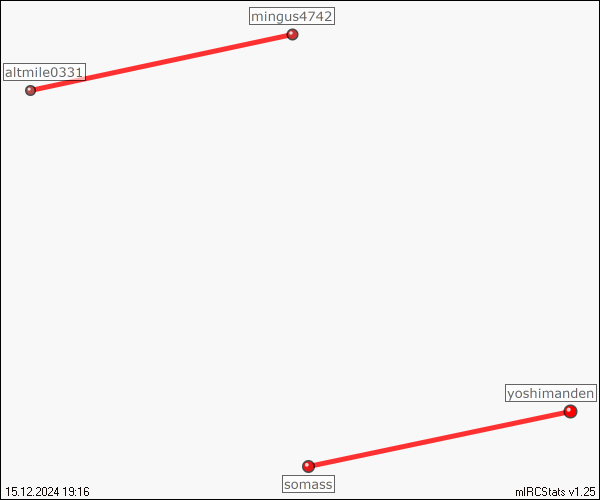 mingus4742
altmile0331
yoshimanden
somass
15.12.2024 19:16
mIRCStats v1.25